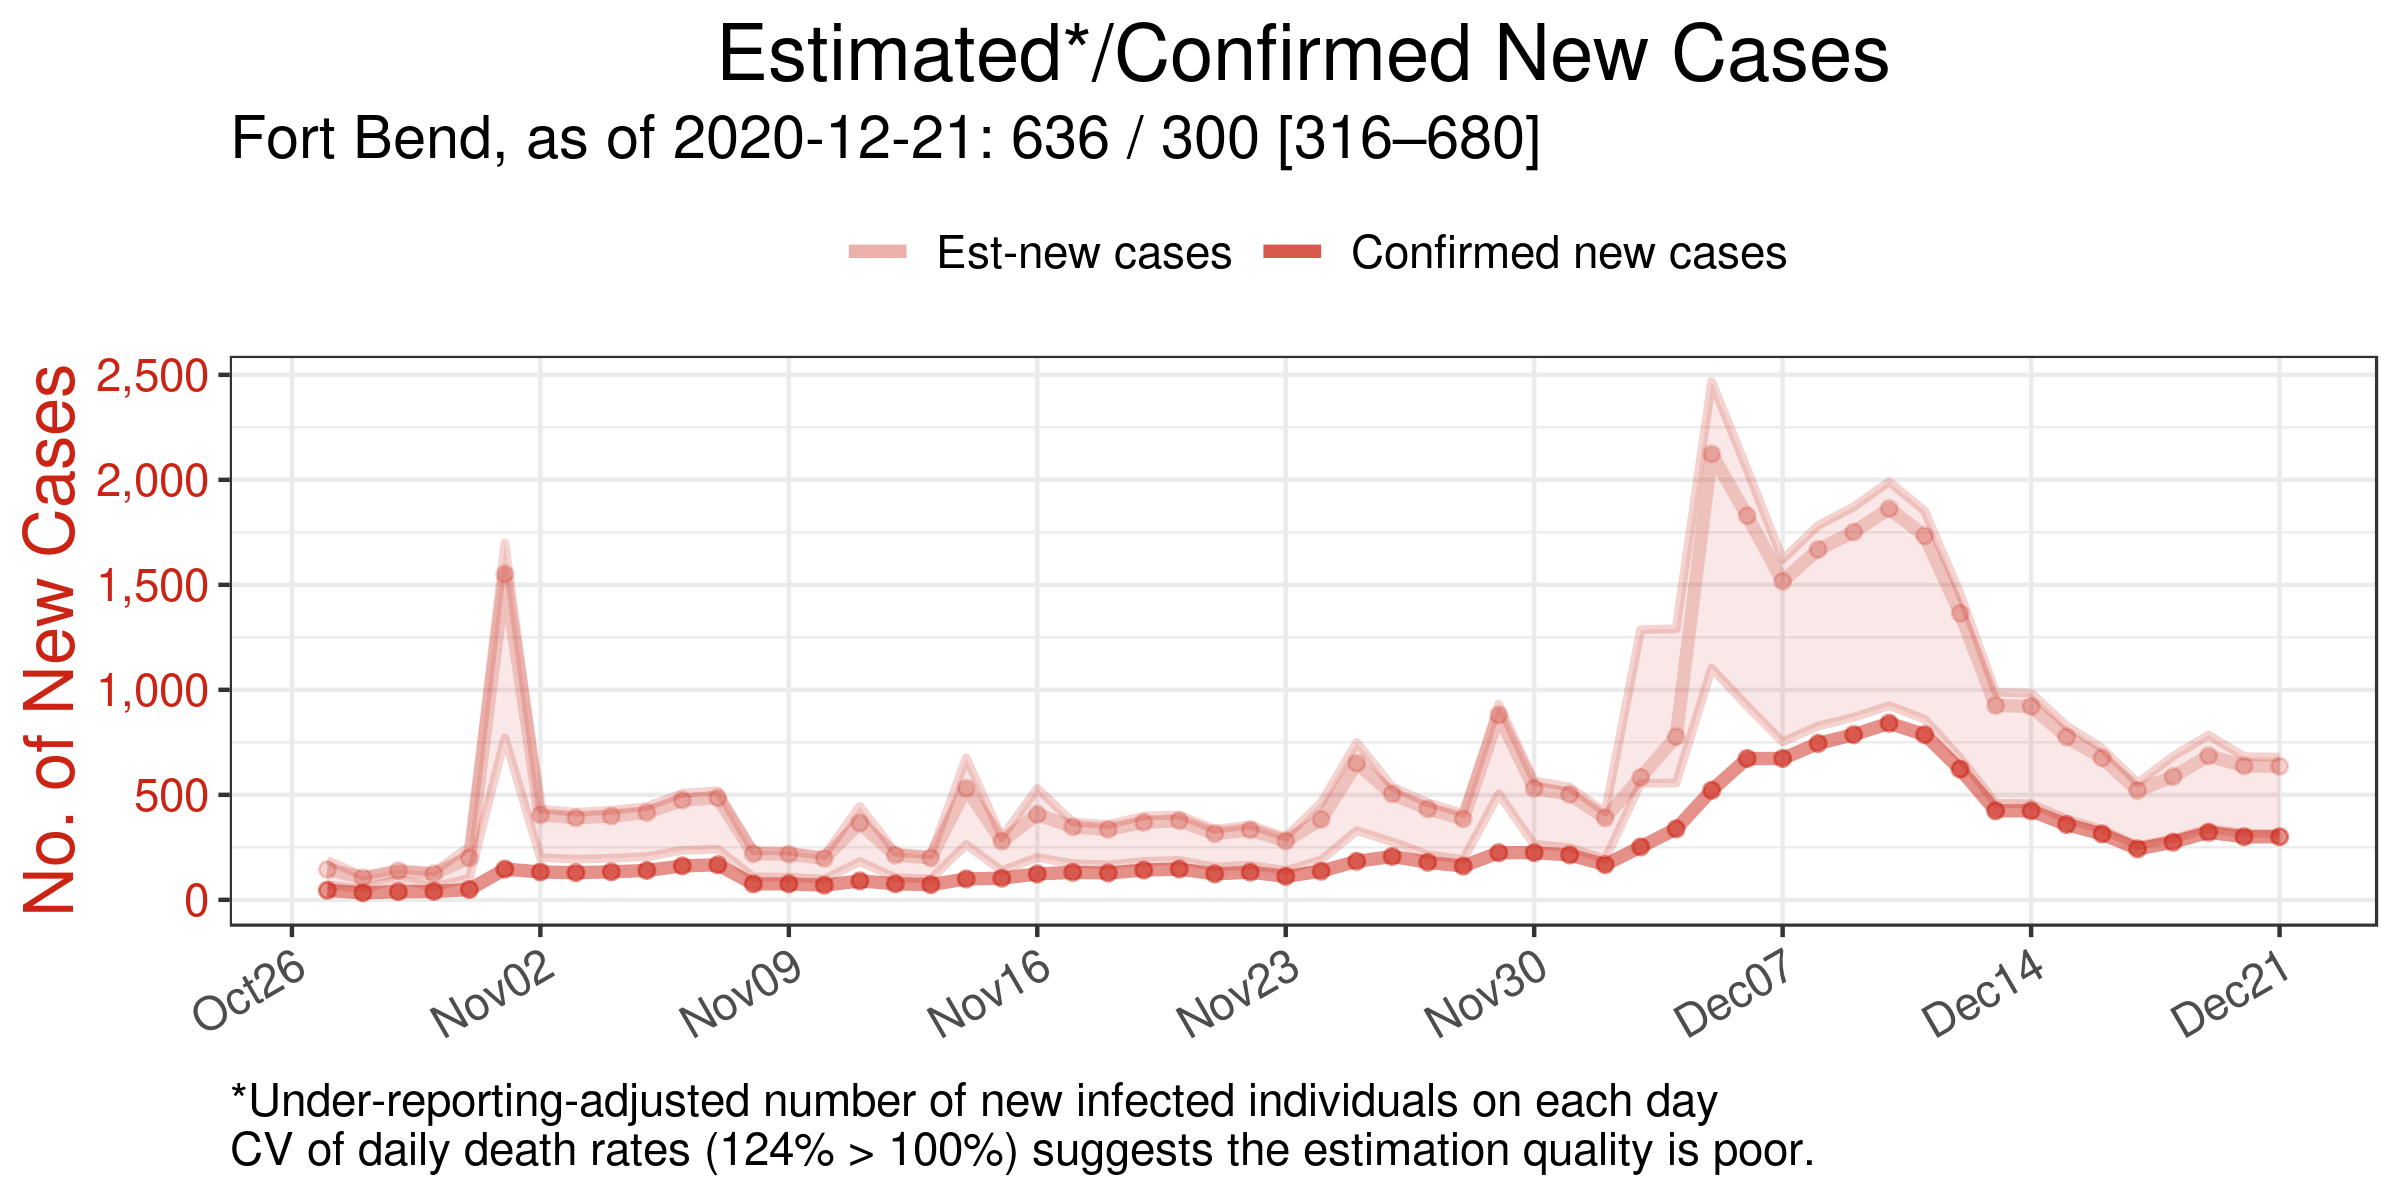 Estimated*/Confirmed New Cases
Fort Bend, as of 2020-12-21: 636 / 300 [316–680]
Est-new cases
Confirmed new cases
No. of New Cases
2,500
2,000
1,500
1,000
500
0
Oct26
Nov02
Nov09
Nov16
Nov23
Nov30
Dec07
Dec14
Dec21
*Under-reporting-adjusted number of new infected individuals on each day
CV of daily death rates (124% > 100%) suggests the estimation quality is poor.